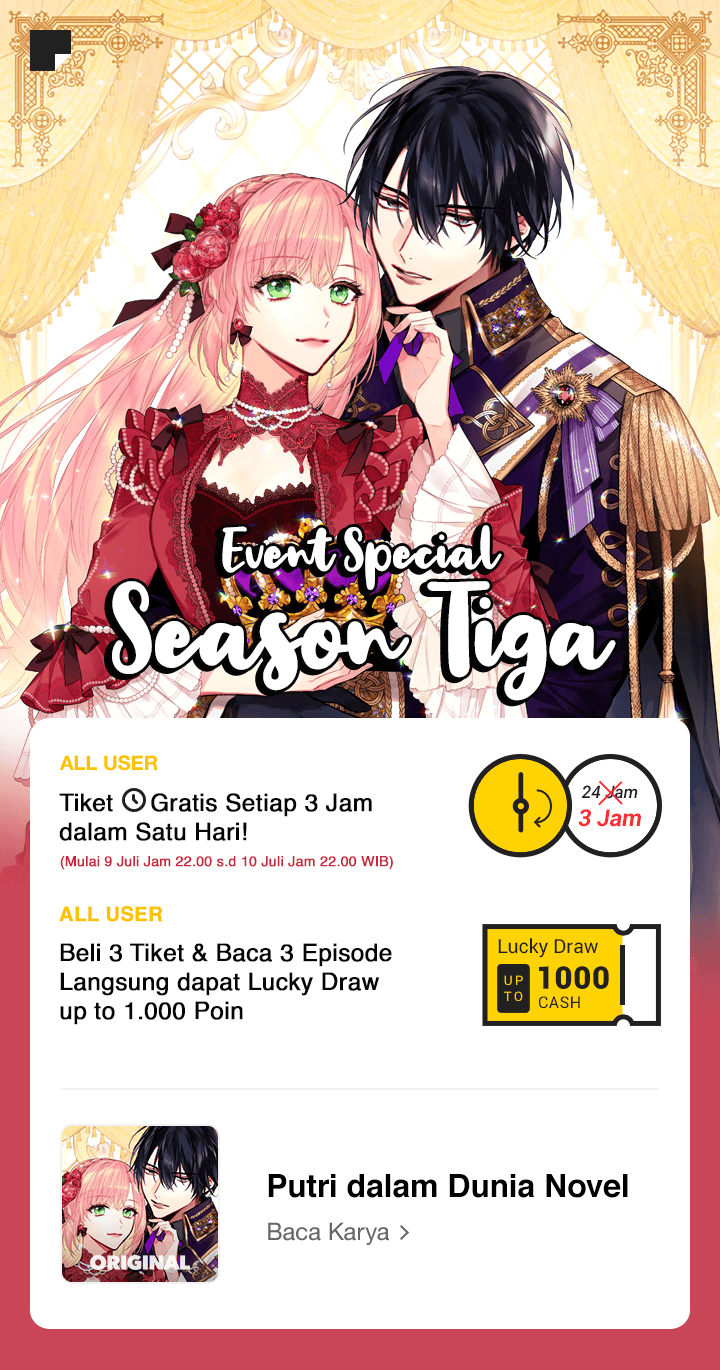 Event Special
Season Tiga
ALL USER
Tiket Gratis Setiap 3 Jam
dalam Satu Hari!
(Mulai 9 Juli Jam 22.00 s.d 10 Juli Jam 22.00 WIB)
24 Jam
3 Jam
ALL USER
Beli 3 Tiket & Baca 3 Episode
Langsung dapat Lucky Draw
up to 1.000 Poin
Lucky Draw
UP TO
1000
CASH
ORIGINAL
Putri dalam Dunia Novel
Baca Karya >